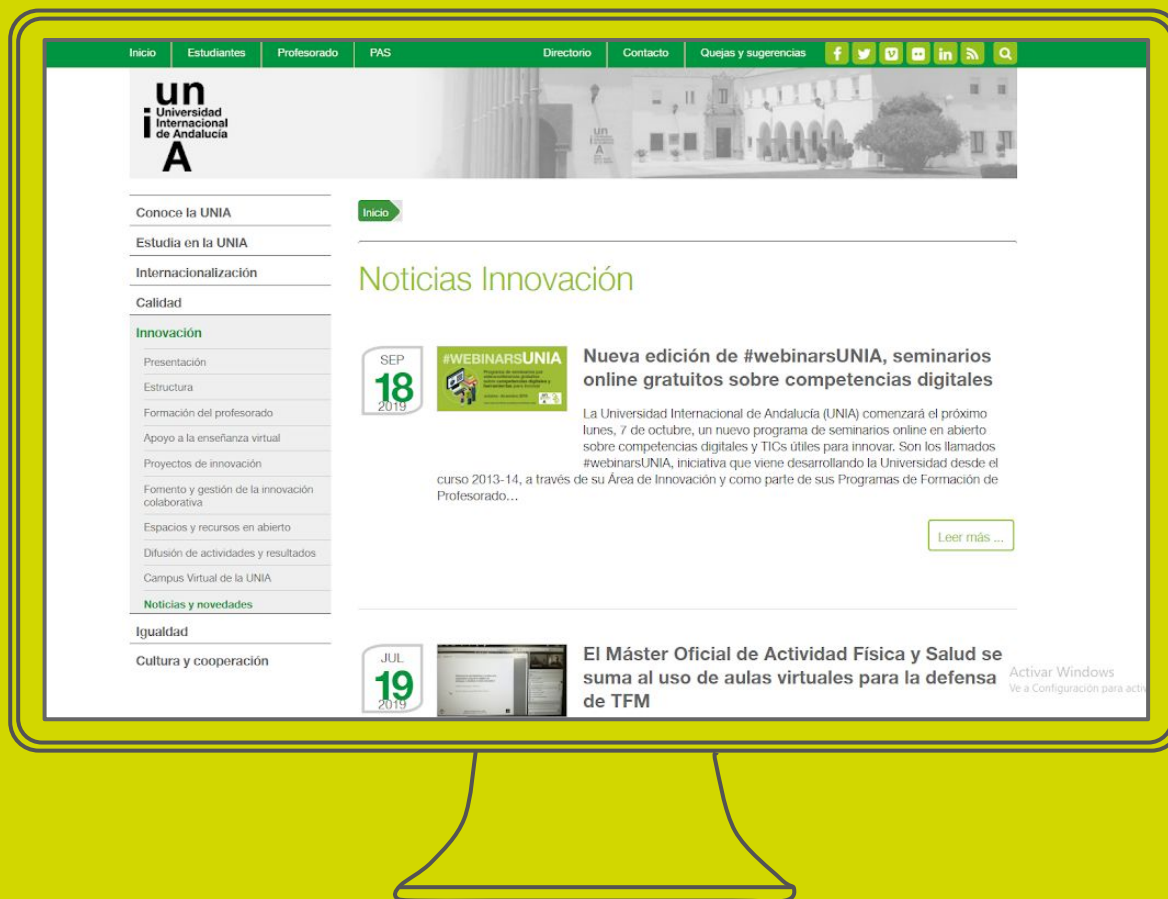 Inicio Estudiantes Profesorado PAS Directorio Contacto Quejas y sugerencias
un
i
Universidad
Internacional
de Andalucía
A
Conoce la UNIA
Estudia en la UNIA
Internacionalización
Calidad
Innovación
Presentación
Estructura
Formación del profesorado
Apoyo a la enseñanza virtual
Proyectos de innovación
Fomento y gestión de la innovación
colaborativa
Espacios y recursos en abierto
Difusión de actividades y resultados
Campus Virtual de la UNIA
Noticias y novedades
Igualdad
Cultura y cooperación
Inicio
Noticias Innovación
SEP
18
2019
#WEBINARSUNIA
Nueva edición de #webinarsUNIA, seminarios
online gratuitos sobre competencias digitales
La Universidad Internacional de Andalucía (UNIA) comenzará el próximo
lunes, 7 de octubre, un nuevo programa de seminarios online en abierto
sobre competencias digitales y TICs útiles para innovar. Son los llamados
#webinarsUNIA, iniciativa que viene desarrollando la Universidad desde el
curso 2013-14, a través de su Área de Innovación y como parte de sus Programas de Formación de
Profesorado…
Leer más ...
JUL
19
2019
El Máster Oficial de Actividad Física y Salud se
suma al uso de aulas virtuales para la defensa
de TFM
Activar Windows
Ve a Configuración para activ